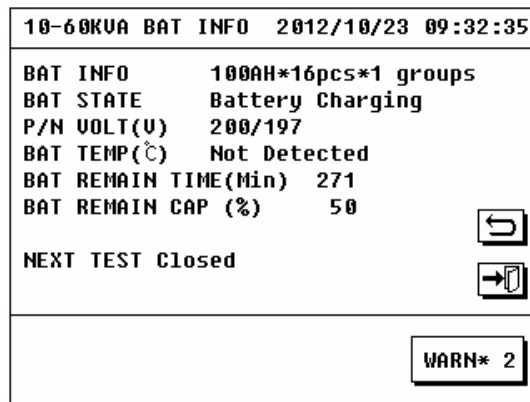 10-60KVA BAT INFO 2012/10/23 09:32:35
BAT INFO 100AH*16pcs*1 groups
BAT STATE Battery Charging
P/N VOLT(V) 200/197
BAT TEMP(℃) Not Detected
BAT REMAIN TIME(Min) 271
BAT REMAIN CAP (%) 50
NEXT TEST Closed
WARN* 2